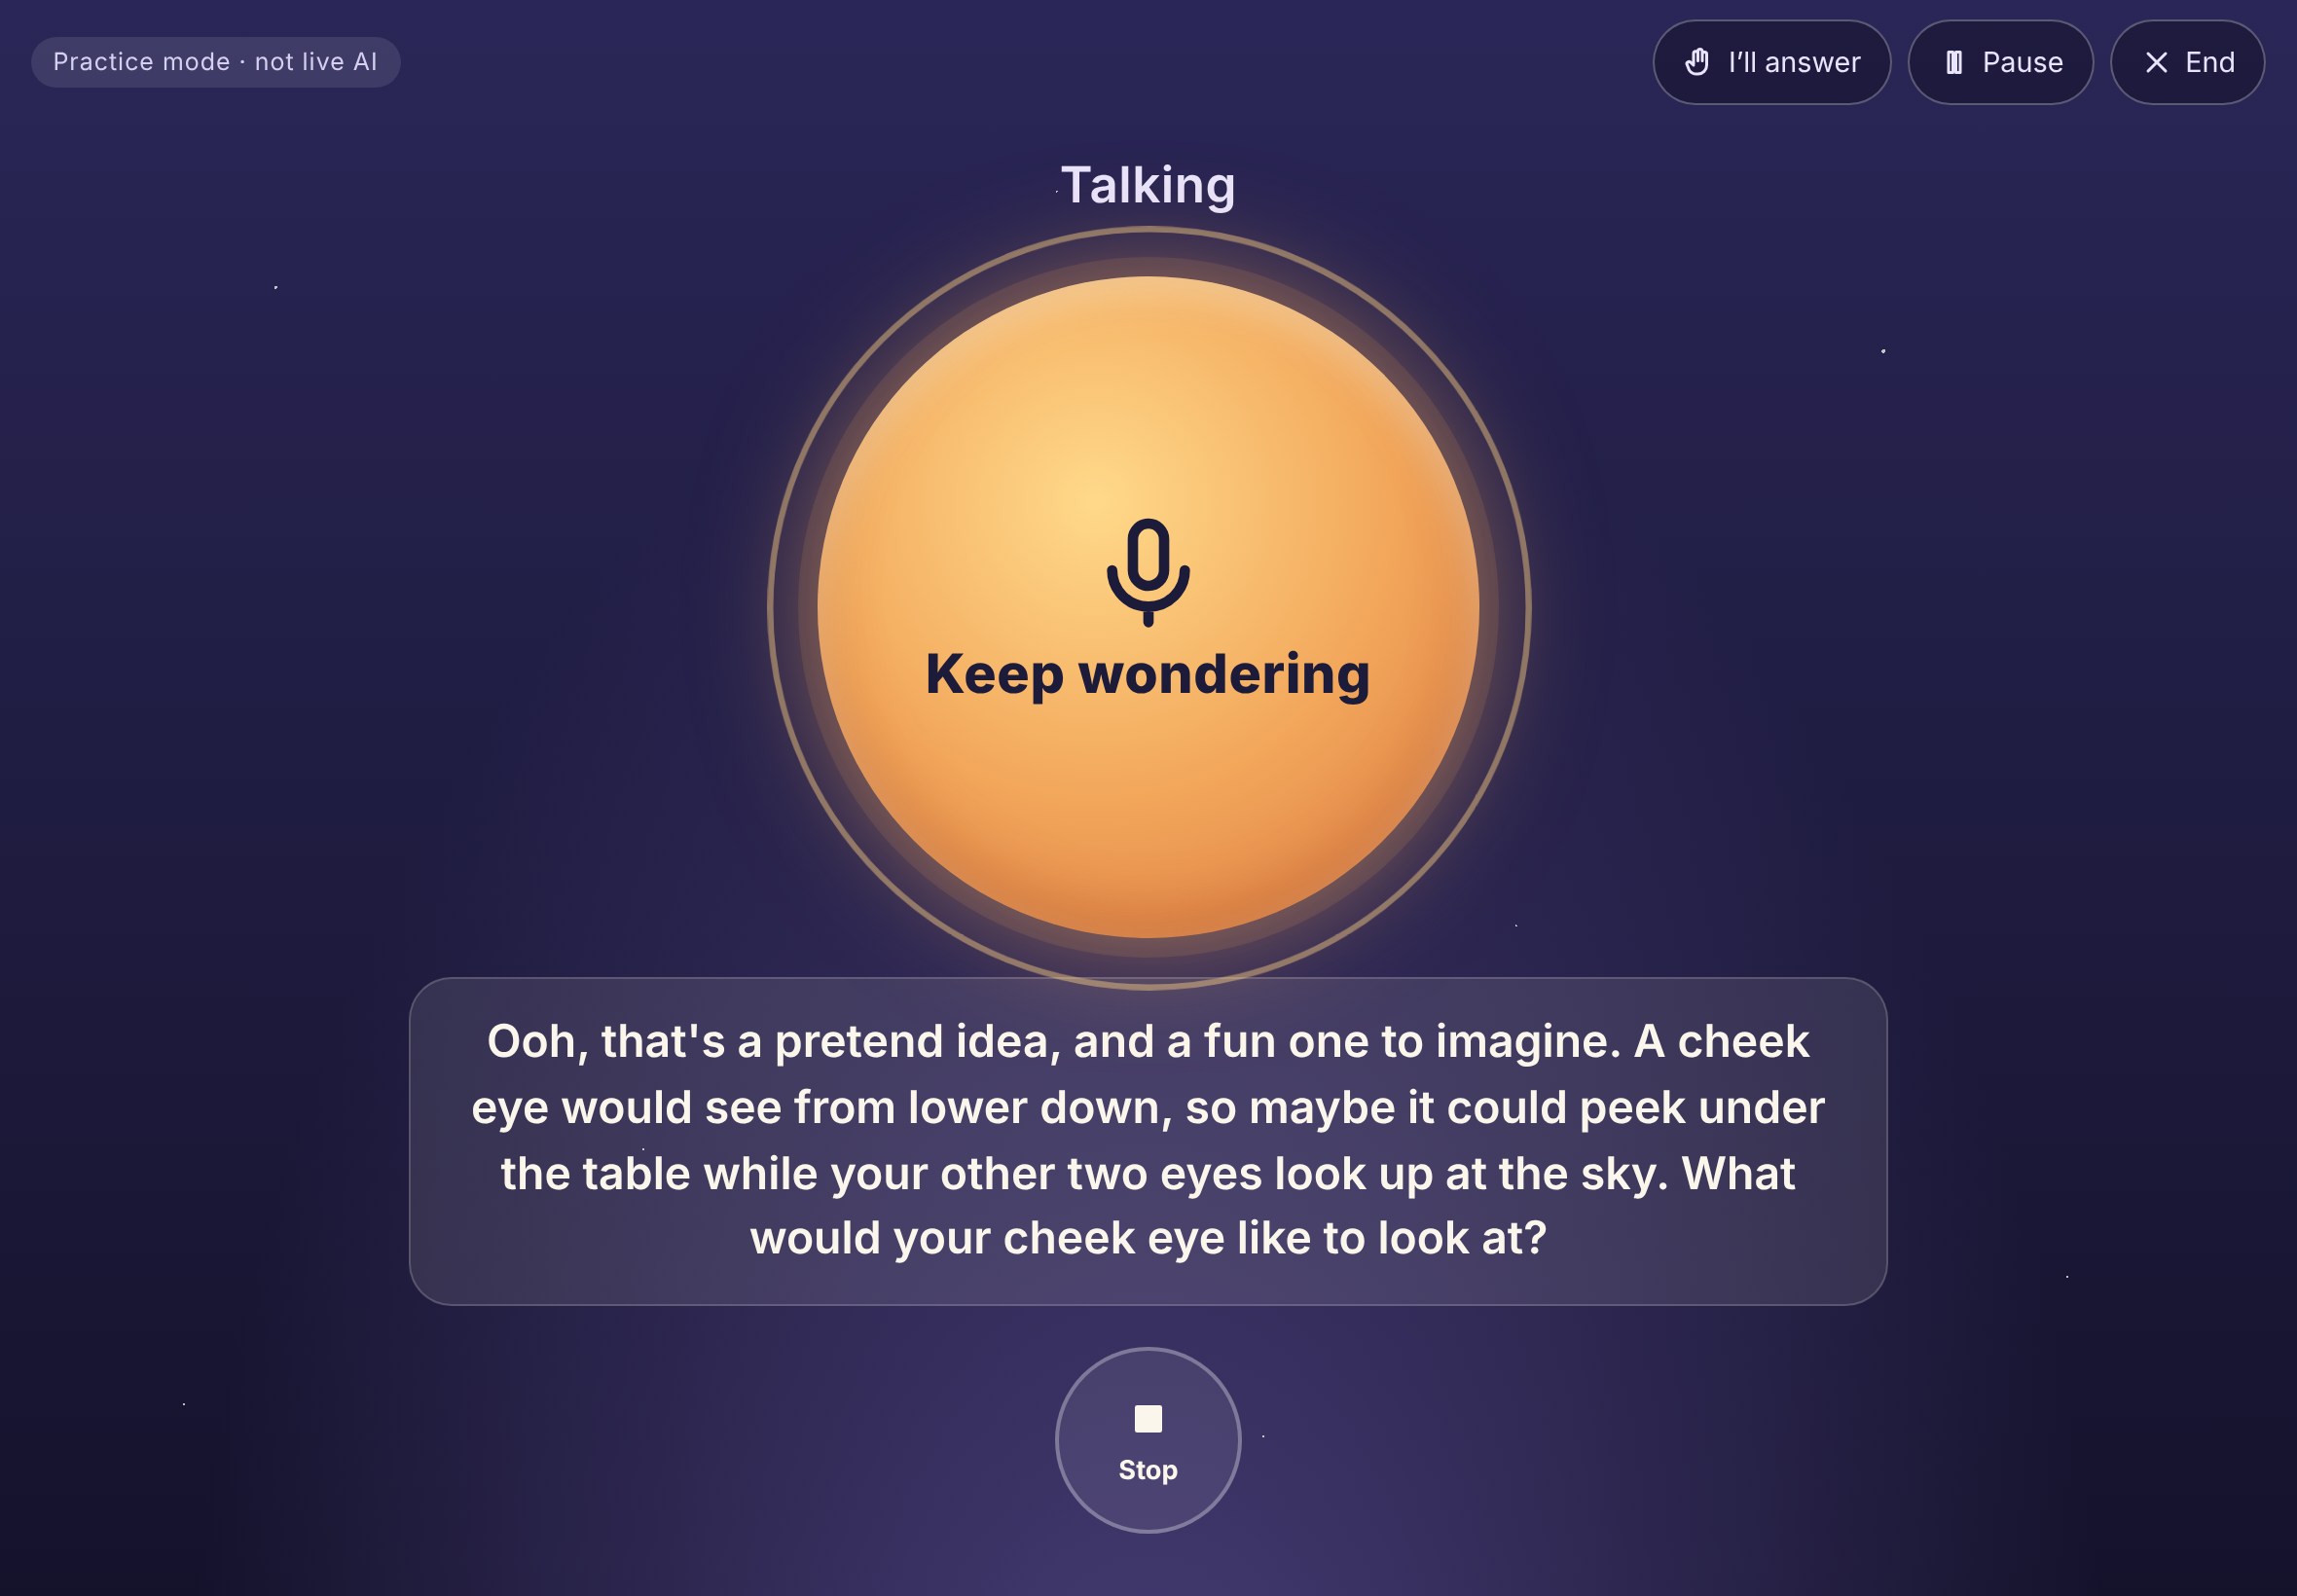 Practice mode · not live AI
I’ll answer
Pause
End
Talking
Keep wondering
Ooh, that's a pretend idea, and a fun one to imagine. A cheek
eye would see from lower down, so maybe it could peek under
the table while your other two eyes look up at the sky. What
would your cheek eye like to look at?
Stop